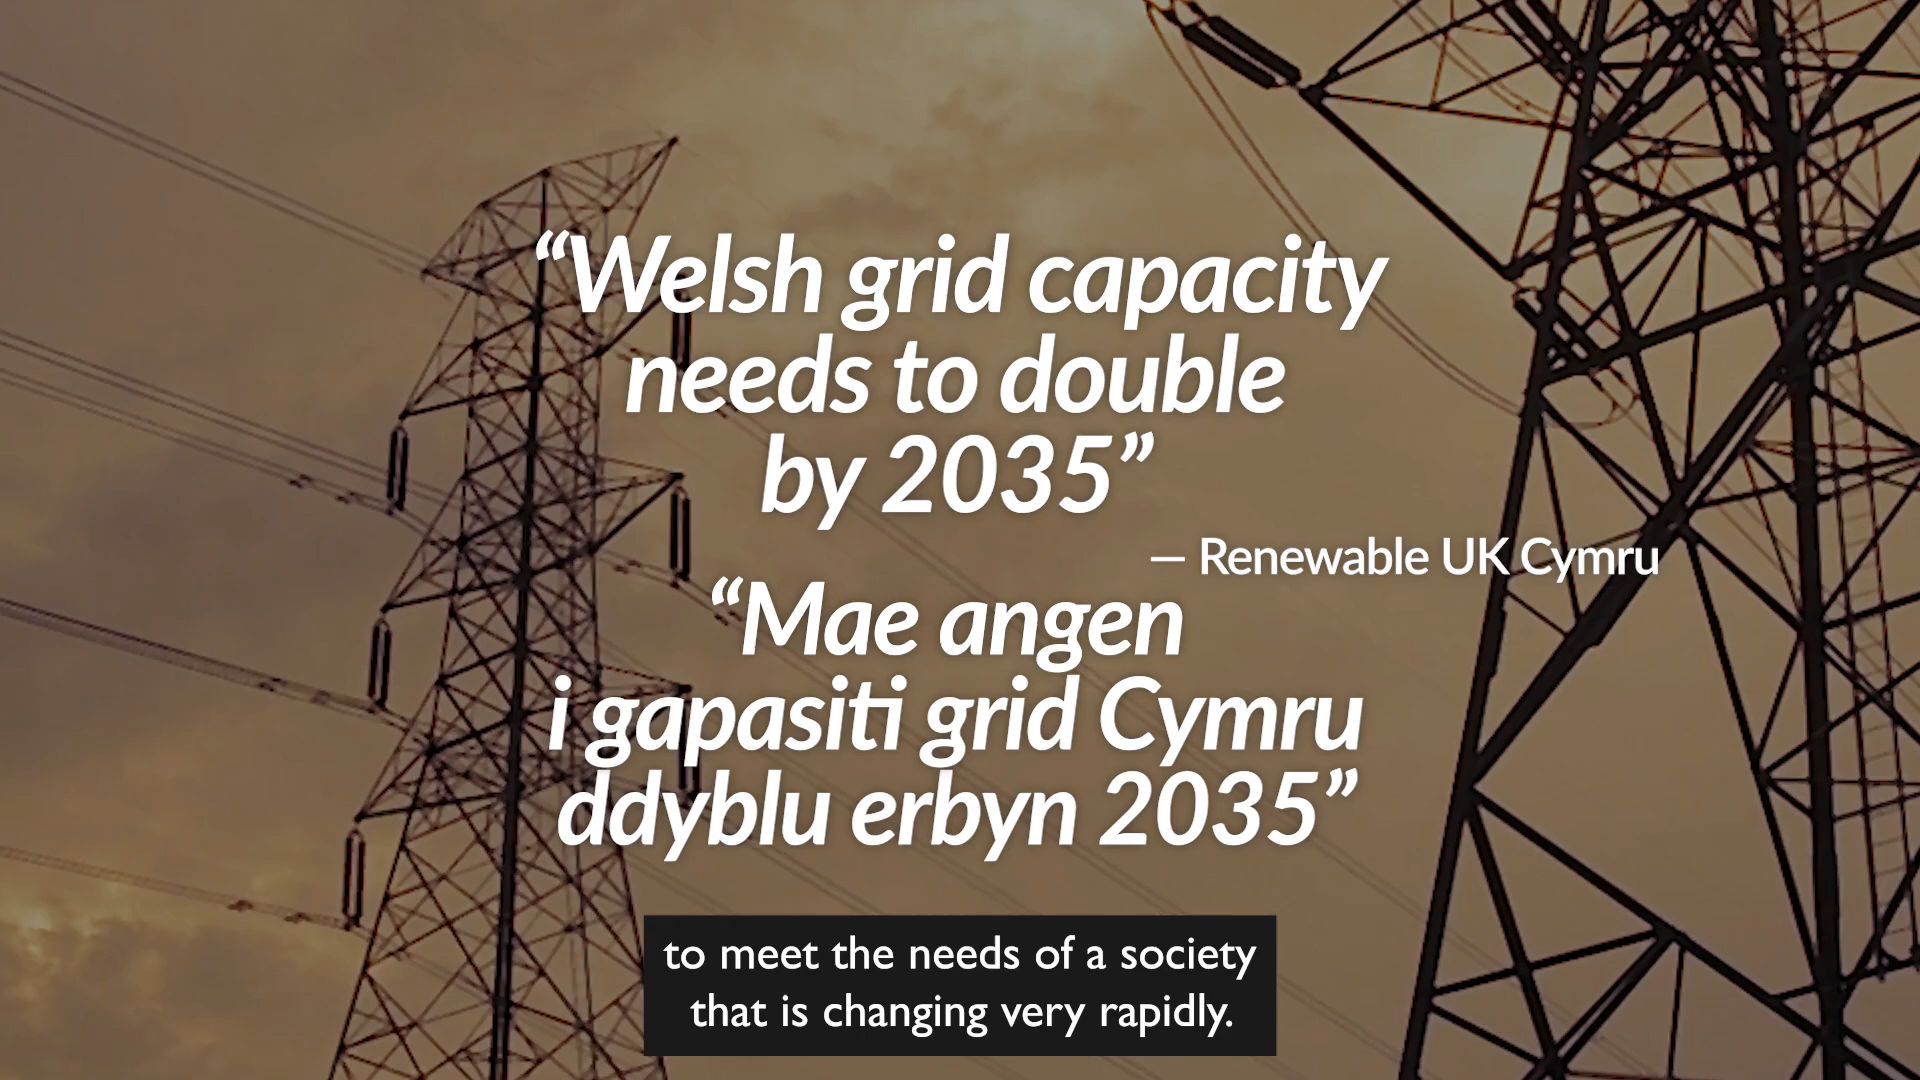 “Welsh grid capacity
needs to double
by 2035”
– Renewable UK Cymru
“Mae angen
i gapasiti grid Cymru
ddyblu erbyn 2035”
to meet the needs of a society
that is changing very rapidly.